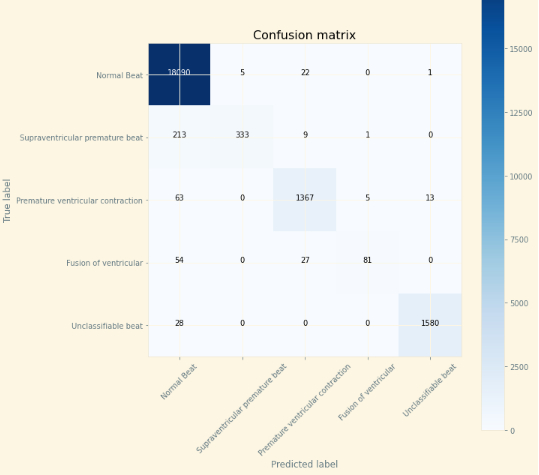 Confusion matrix
Normal Beat 18090 5 22 0 1
Supraventricular premature beat 213 333 9 1 0
Premature ventricular contraction 63 0 1367 5 13
Fusion of ventricular 54 0 27 81 0
Unclassifiable beat 28 0 0 0 1580
True label
Normal Beat
Supraventricular premature beat
Premature ventricular contraction
Fusion of ventricular
Unclassifiable beat
Predicted label
15000
12500
10000
7500
5000
2500
0